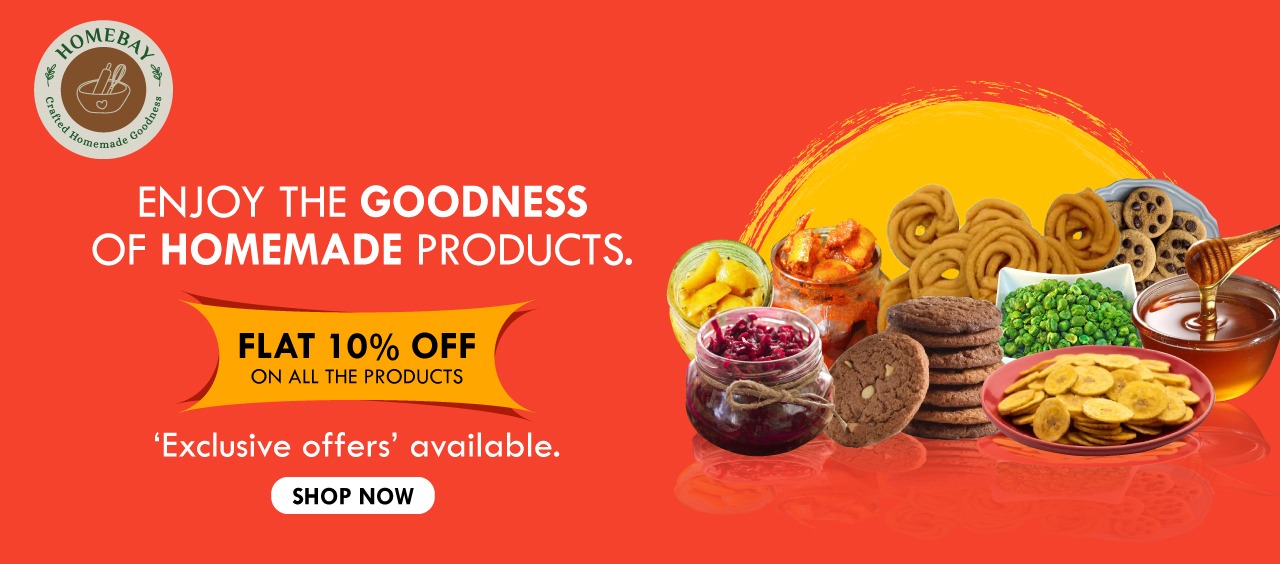 HOMEBAY
Crafted Homemade Goodness
ENJOY THE GOODNESS
OF HOMEMADE PRODUCTS.
FLAT 10% OFF
ON ALL THE PRODUCTS
‘Exclusive offers’ available.
SHOP NOW